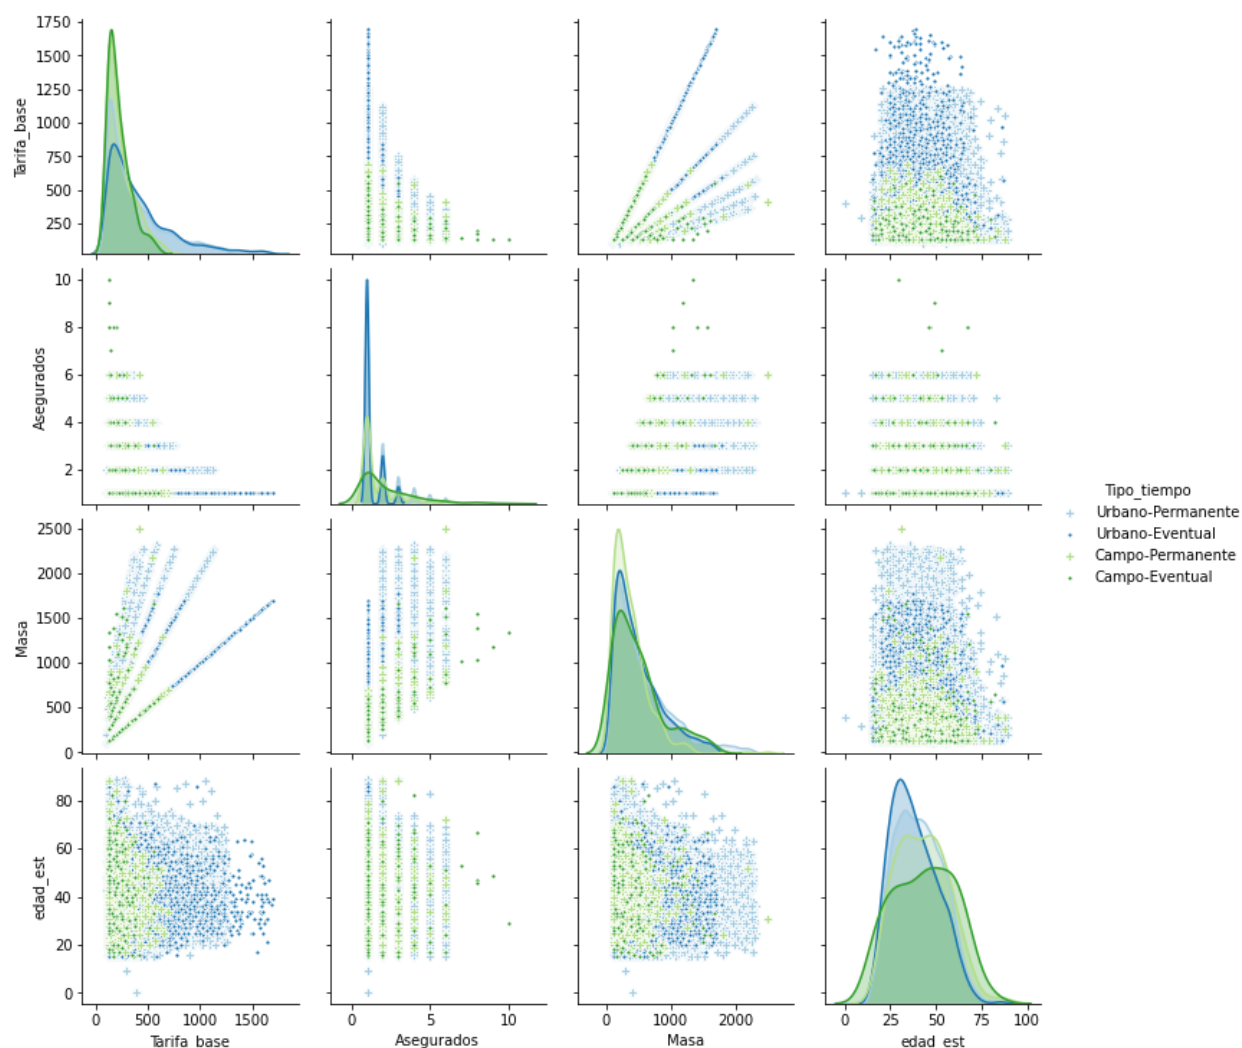 1750
1500
1250
1000
750
500
250
Tarifa_base
10
8
6
4
2
Asegurados
Tipo_tiempo
Urbano-Permanente
Urbano-Eventual
Campo-Permanente
Campo-Eventual
2500
2000
1500
1000
500
0
Masa
80
60
40
20
0
edad_est
0 500 1000 1500
Tarifa_base
0 5 10
Asegurados
0 1000 2000
Masa
0 25 50 75 100
edad_est